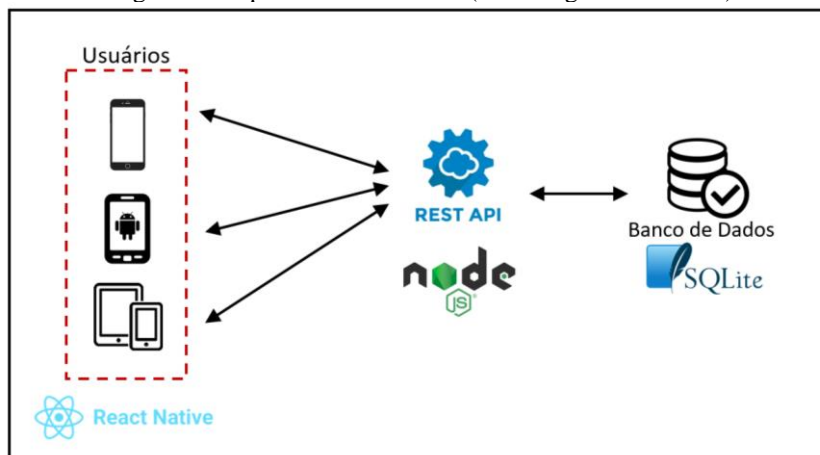 Usuários
REST API
node
JS
Banco de Dados
SQLite
React Native